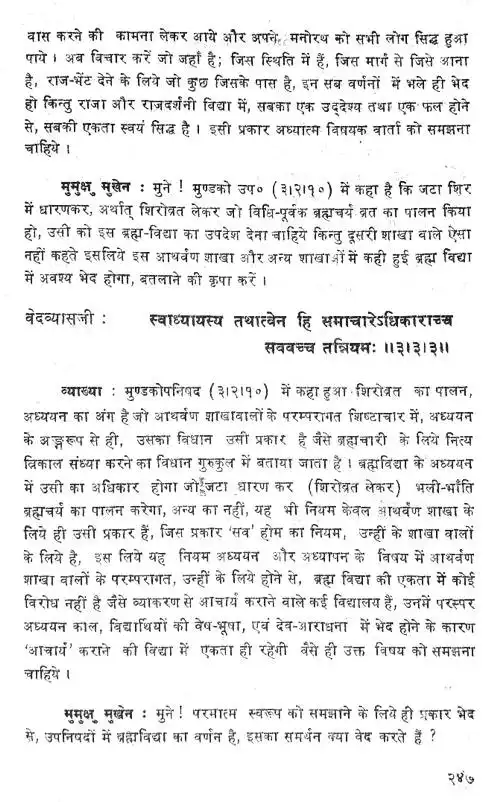 वास करने की कामना लेकर आये और अपने मनोरथ को सभी लोग सिद्ध हुआ
पाये । अब विचार करें जो जहाँ है; जिस स्थिति में हैं, जिस मार्ग से जिसे आना
है, राज-भेंट देने के लिये जो कुछ जिसके पास है, इन सब वर्णनों में भले ही भेद
हो किन्तु राजा और राजदर्शनी विद्या में, सबका एक उद्देश्य तथा एक फल होने
से, सबकी एकता स्वयं सिद्ध है । इसी प्रकार अध्यात्म विषयक वार्ता को समझना
चाहिये ।
मुमुक्षु मुखेन : मुने ! मुण्डको उप० (३।२।१०) में कहा है कि जटा शिर
में धारणकर, अर्थात् शिरोव्रत लेकर जो विधि-पूर्वक ब्रह्मचर्य व्रत का पालन किया
हो, उसी को इस ब्रह्म-विद्या का उपदेश देना चाहिये किन्तु दूसरी शाखा वाले ऐसा
नहीं कहते इसलिये इस आथर्वण शाखा और अन्य शाखाओं में कही हुई ब्रह्म विद्या
में अवश्य भेद होगा, बतलाने की कृपा करें ।
वेदव्यासजी : स्वाध्यायस्य तथात्वेन हि समाचारेऽधिकाराच्च
सववच्च तन्नियमः ॥३।३।३॥
व्याख्या : मुण्डकोपनिषद (३।२।१०) में कहा हुआ शिरोव्रत का पालन,
अध्ययन का अंग है जो आथर्वण शाखावालों के परम्परागत शिष्टाचार में, अध्ययन
के अङ्गरूप से ही, उसका विधान उसी प्रकार है जैसे ब्रह्मचारी के लिये नित्य
त्रिकाल संध्या करने का विधान गुरुकुल में बताया जाता है । ब्रह्मविद्या के अध्ययन
में उसी का अधिकार होगा जो जटा धारण कर (शिरोव्रत लेकर) भली-भाँति
ब्रह्मचर्य का पालन करेगा, अन्य का नहीं, यह भी नियम केवल आथर्वण शाखा के
लिये ही उसी प्रकार हैं, जिस प्रकार 'सव' होम का नियम, उन्हीं के शाखा वालों
के लिये है, इस लिये यह नियम अध्ययन और अध्यापन के विषय में आथर्वण
शाखा वालों के परम्परागत, उन्हीं के लिये होने से, ब्रह्म विद्या की एकता में कोई
विरोध नहीं है जैसे व्याकरण से आचार्य कराने वाले कई विद्यालय हैं, उनमें परस्पर
अध्ययन काल, विद्यार्थियों की वेष-भूषा, एवं देव-आराधना में भेद होने के कारण
'आचार्य' कराने की विद्या में एकता ही रहेगी वैसे ही उक्त विषय को समझना
चाहिये ।
मुमुक्षु मुखेन : मुने ! परमात्म स्वरूप को समझाने के लिये ही प्रकार भेद
से, उपनिषदों में ब्रह्मविद्या का वर्णन है, इसका समर्थन क्या वेद करते हैं ?
२४७